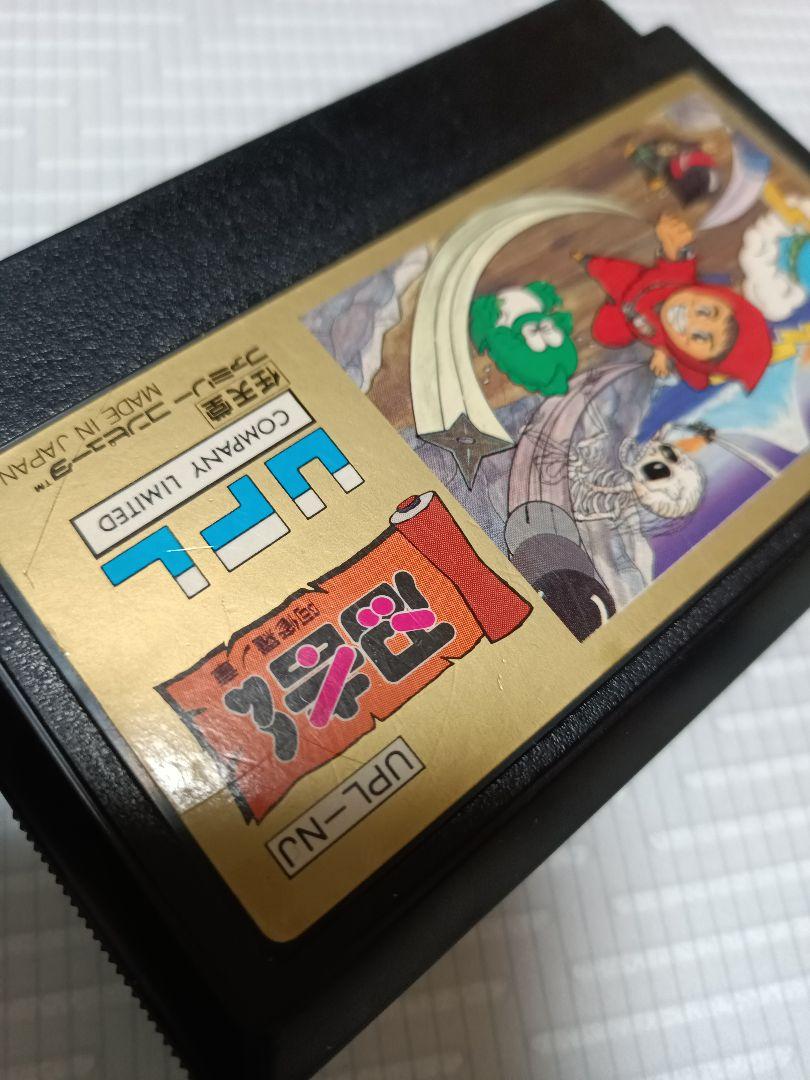 UPL-NJ
忍者くん
阿修羅ノ章
UPL
COMPANY LIMITED
任天堂
ファミリー コンピュータ™
MADE IN JAPAN